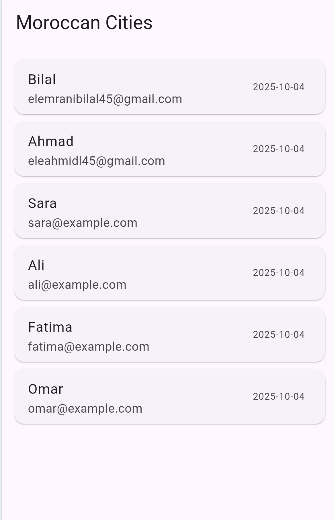 Moroccan Cities
Bilal
elemranibilal45@gmail.com
2025-10-04
Ahmad
eleahmidl45@gmail.com
2025-10-04
Sara
sara@example.com
2025-10-04
Ali
ali@example.com
2025-10-04
Fatima
fatima@example.com
2025-10-04
Omar
omar@example.com
2025-10-04